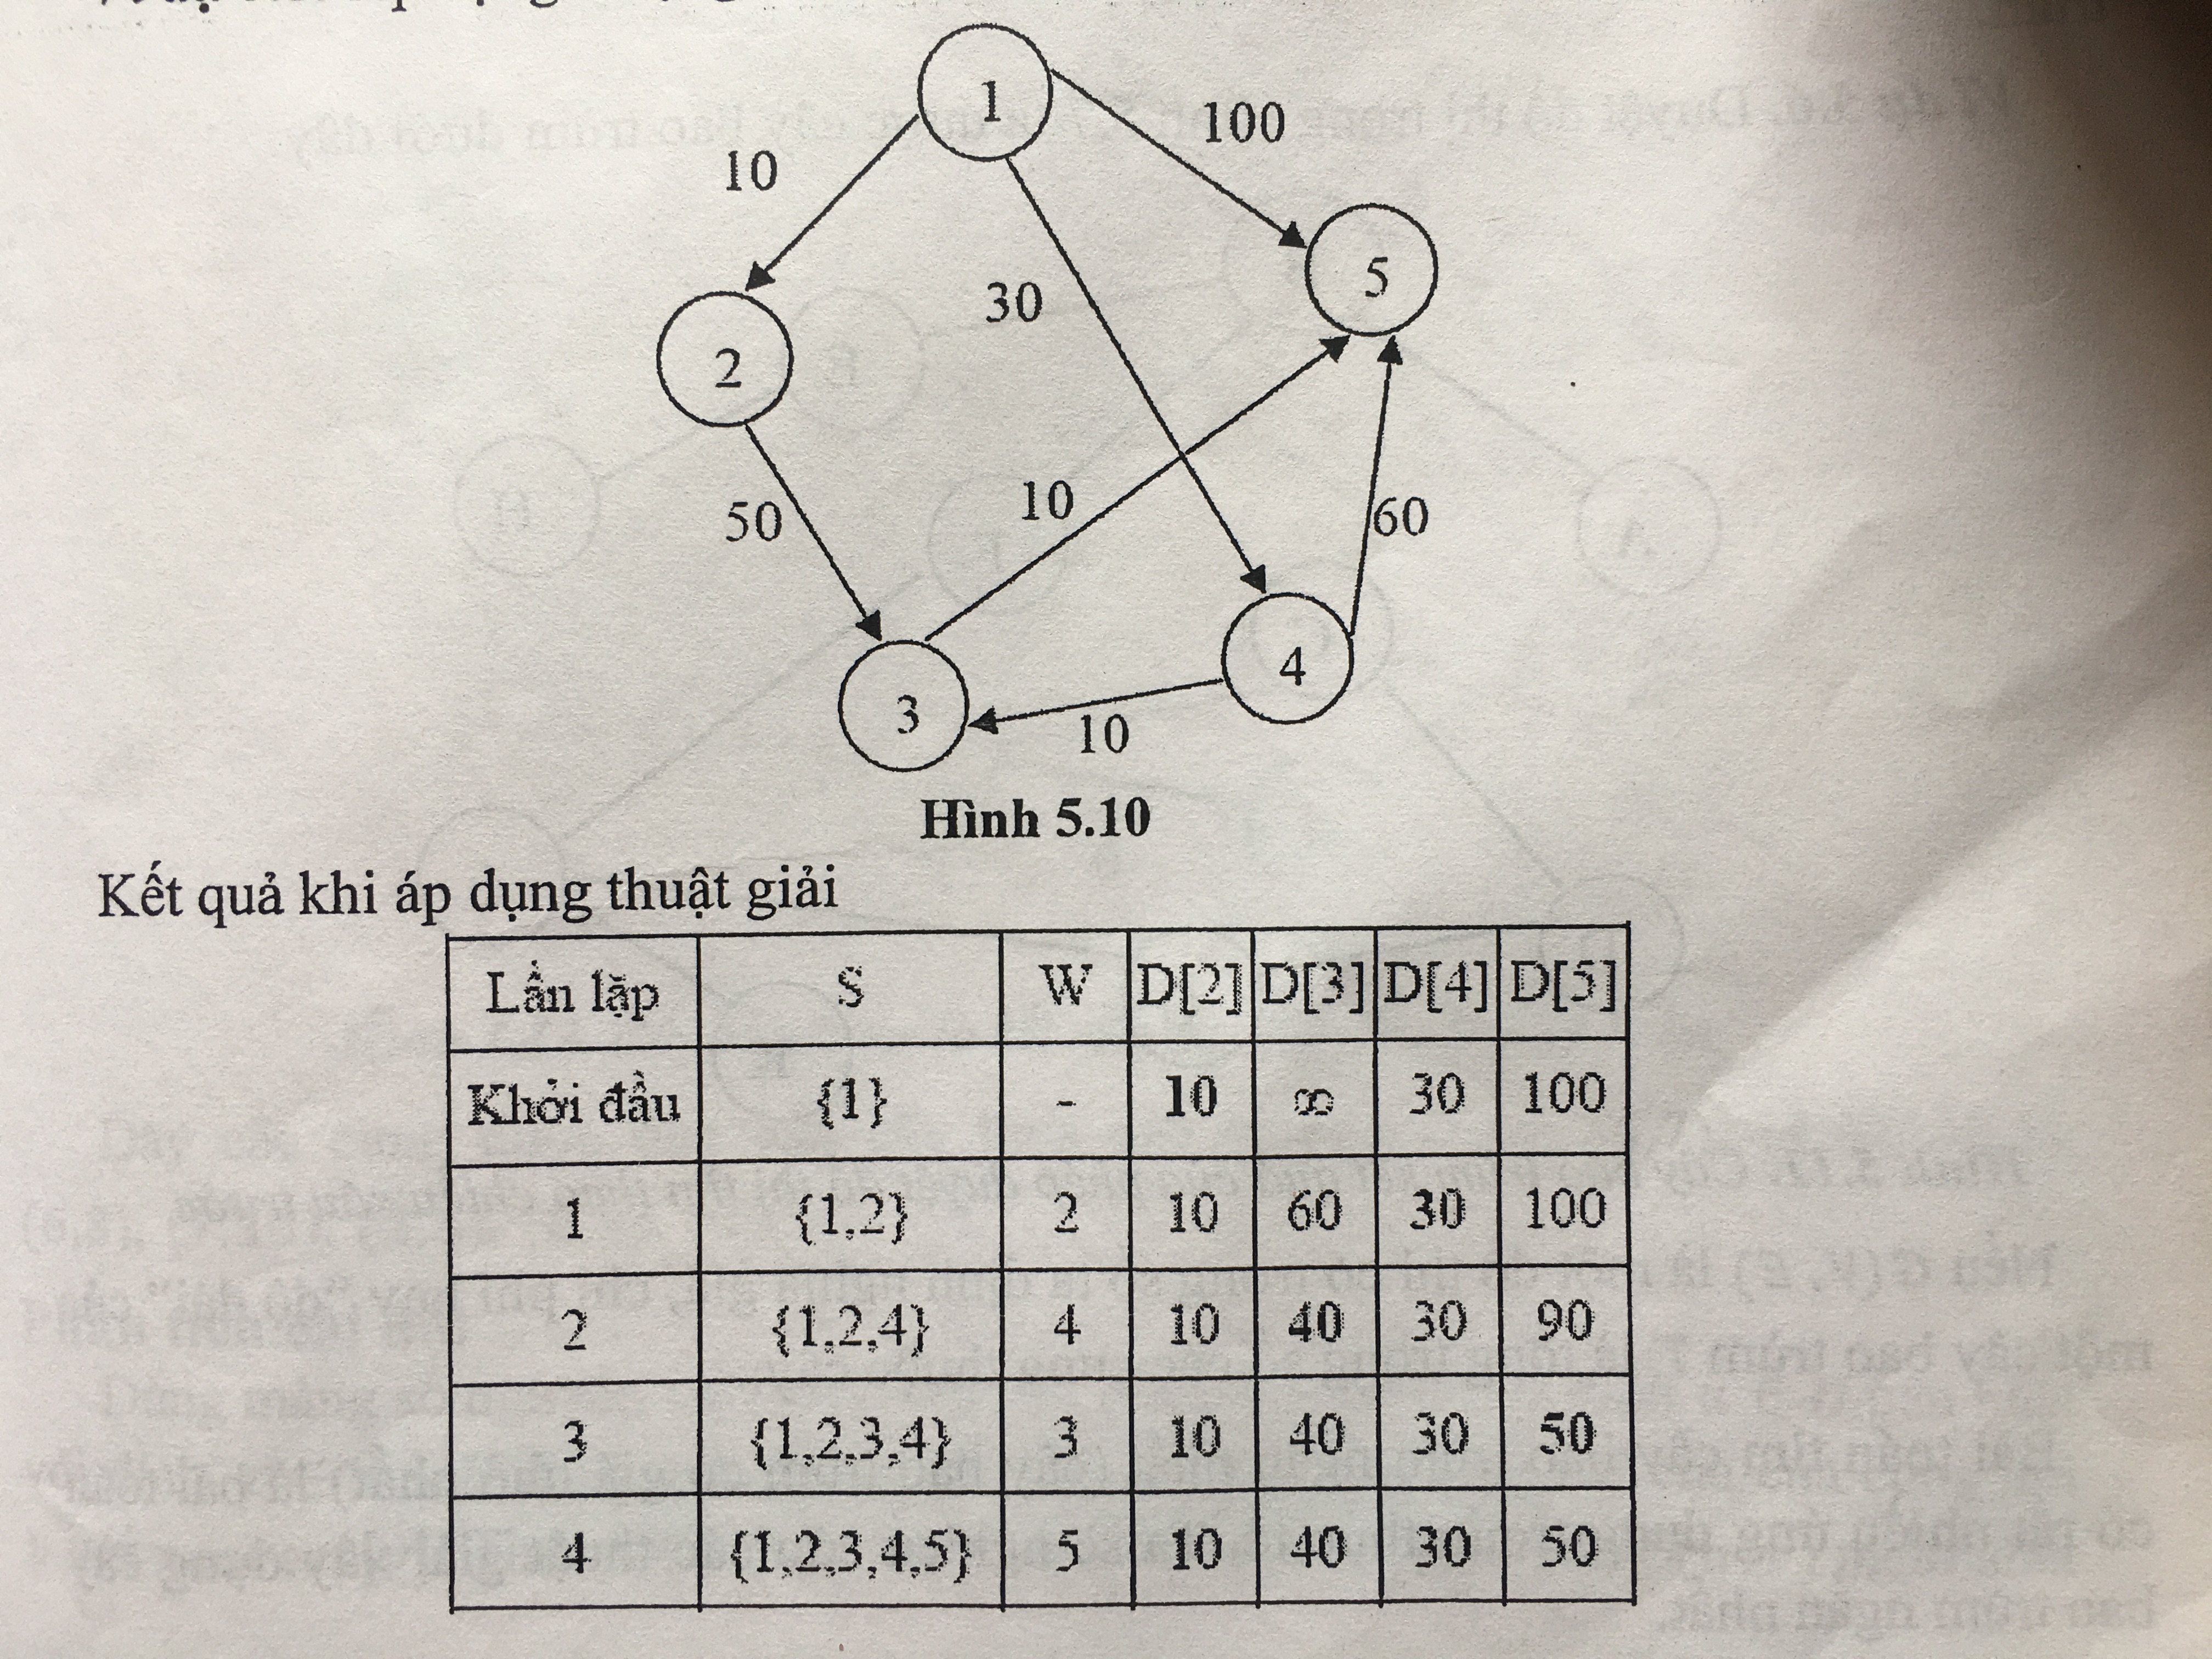 1
100
10
5
30
2
10
50
60
4
3
10
Hình 5.10
Kết quả khi áp dụng thuật giải
Lần lặp S W D[2] D[3] D[4] D[5]
Khởi đầu {1} - 10 ∞ 30 100
1 {1,2} 2 10 60 30 100
2 {1,2,4} 4 10 40 30 90
3 {1,2,3,4} 3 10 40 30 50
4 {1,2,3,4,5} 5 10 40 30 50